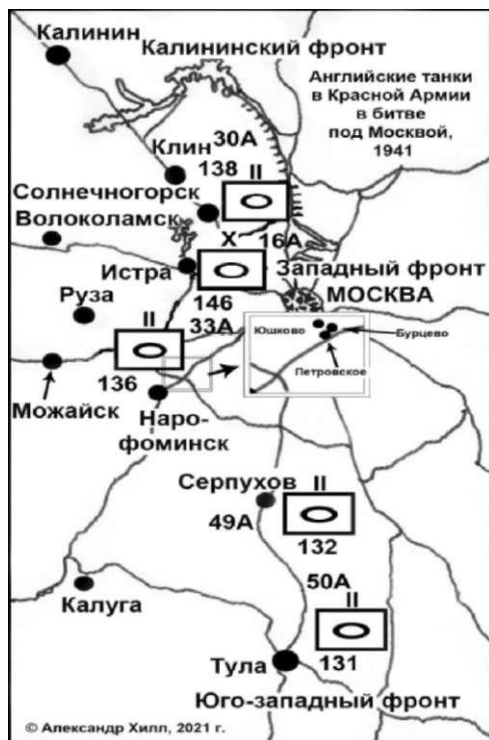 Калинин
Калининский фронт
Английские танки
в Красной Армии
в битве
под Москвой,
1941
30А
Клин
138
II
Солнечногорск
Волоколамск
X
16А
Истра
Западный фронт
МОСКВА
Руза
146
33А
II
Юшково
Бурцево
Петровское
136
Можайск
Наро-
фоминск
Серпухов
II
49А
132
50А
II
Калуга
131
Тула
Юго-западный фронт
© Александр Хилл, 2021 г.